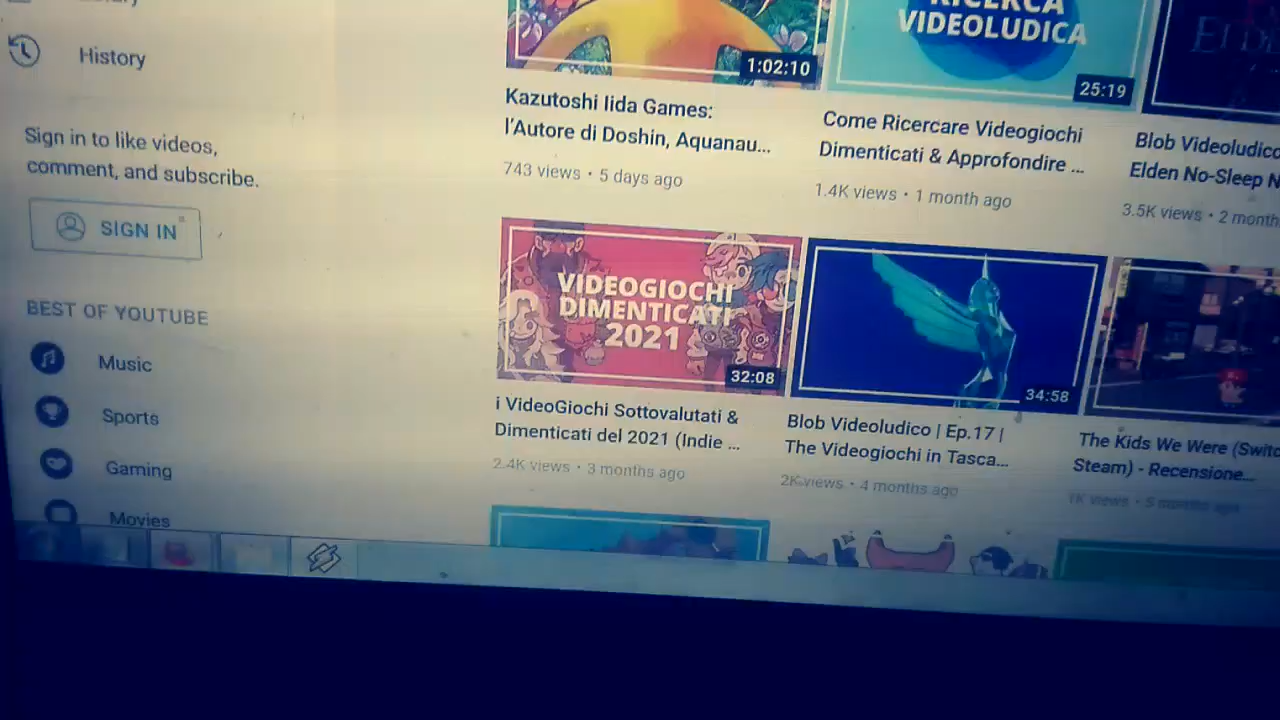 History
Sign in to like videos,
comment, and subscribe.
SIGN IN
BEST OF YOUTUBE
Music
Sports
Gaming
Movies
1:02:10
Kazutoshi Iida Games:
l'Autore di Doshin, Aquanau...
743 views • 5 days ago
RICERCA
VIDEOLUDICA
25:19
Come Ricercare Videogiochi
Dimenticati & Approfondire ...
1.4K views • 1 month ago
Blob Videoludico
Elden No-Sleep N
3.5K views • 2 month
VIDEOGIOCHI
DIMENTICATI
2021
32:08
i VideoGiochi Sottovalutati &
Dimenticati del 2021 (Indie ...
2.4K views • 3 months ago
34:58
Blob Videoludico | Ep.17 |
The Videogiochi in Tasca...
2K views • 4 months ago
The Kids We Were (Switc
Steam) - Recensione...
1K views • 5 months ago